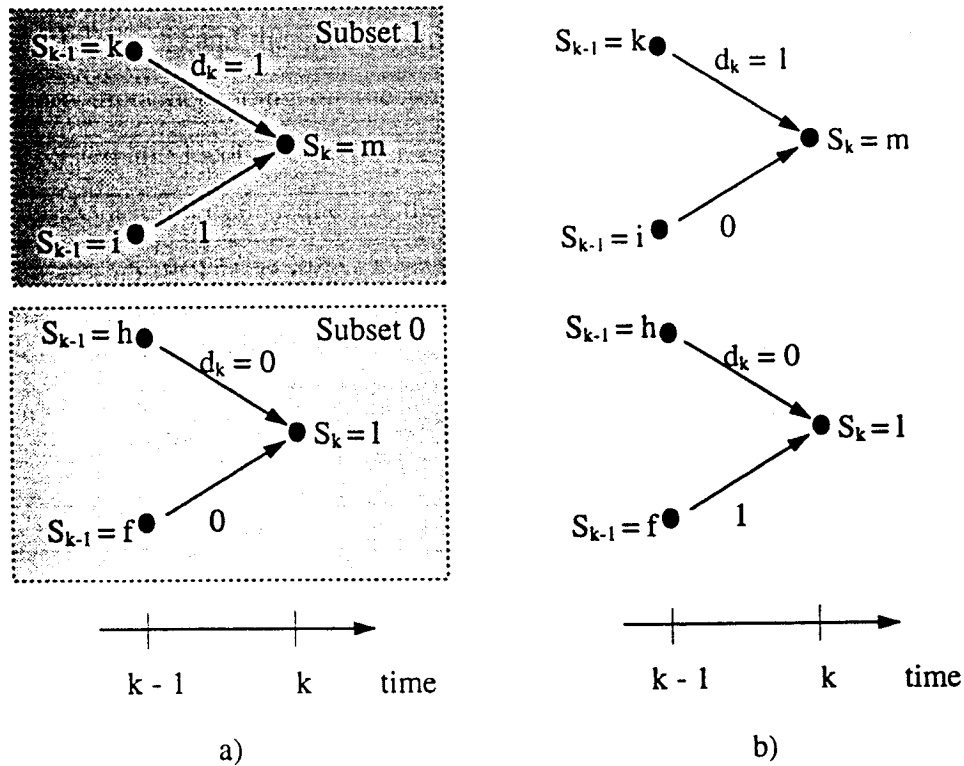 Subset 1
S_{k-1} = k
d_k = 1
S_k = m
S_{k-1} = i
1
Subset 0
S_{k-1} = h
d_k = 0
S_k = l
S_{k-1} = f
0
k - 1
k
time
a)
S_{k-1} = k
d_k = 1
S_k = m
S_{k-1} = i
0
S_{k-1} = h
d_k = 0
S_k = l
S_{k-1} = f
1
k - 1
k
time
b)